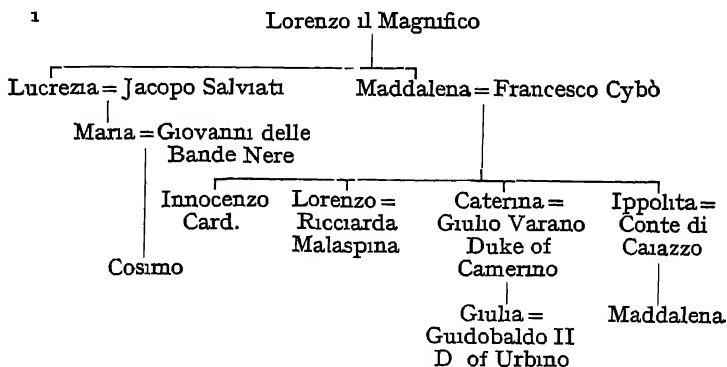 1
Lorenzo il Magnifico
Lucrezia = Jacopo Salviati Maddalena = Francesco Cybò
Maria = Giovanni delle
Bande Nere
Innocenzo Lorenzo = Caterina = Ippolita =
Card. Ricciarda Giulio Varano Conte di
Malaspina Duke of Caiazzo
Cosimo Camerino
Giulia = Maddalena
Guidobaldo II
D of Urbino